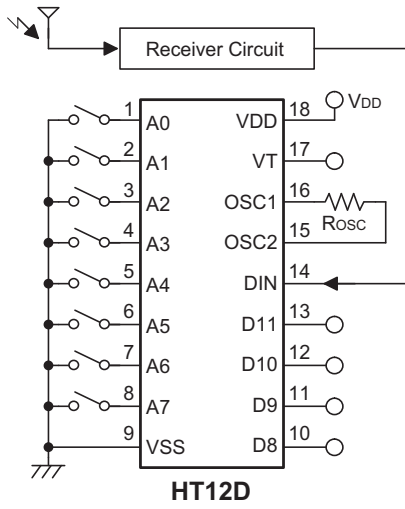 Receiver Circuit
VDD
1 A0 VDD 18
2 A1 VT 17
3 A2 OSC1 16
ROSC
4 A3 OSC2 15
5 A4 DIN 14
6 A5 D11 13
7 A6 D10 12
8 A7 D9 11
9 VSS D8 10
HT12D